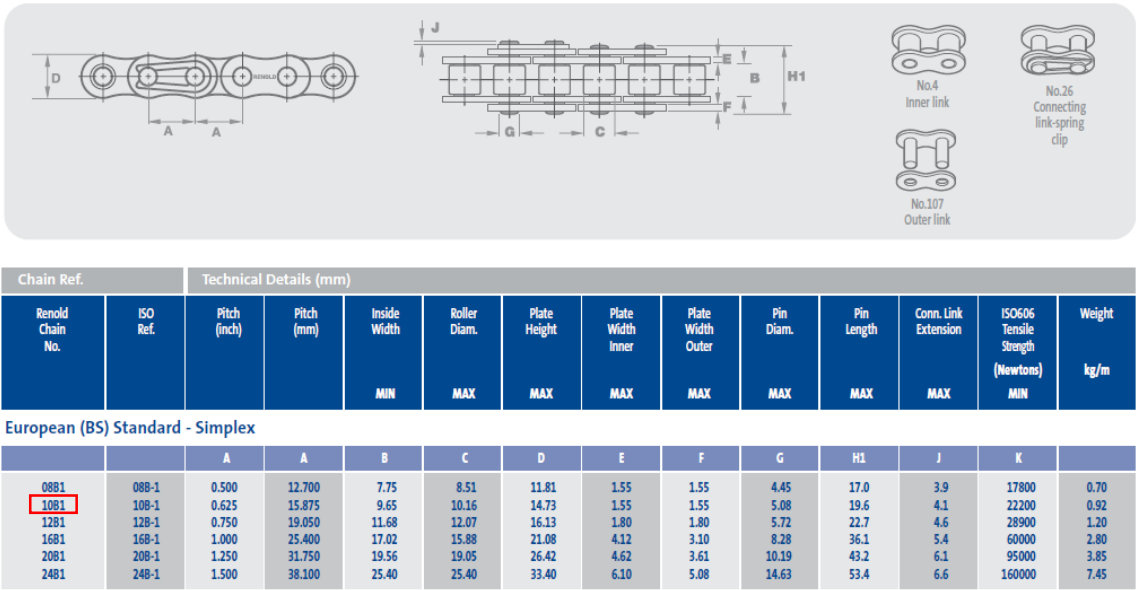 J
D
A
A
RENOLD
E
B
H1
F
G
C
No.4
Inner link
No.26
Connecting
link-spring
clip
No.107
Outer link
Chain Ref. Technical Details (mm)
Renold Chain No. ISO Ref. Pitch (inch) Pitch (mm) Inside Width MIN Roller Diam. MAX Plate Height MAX Plate Width Inner MAX Plate Width Outer MAX Pin Diam. MAX Pin Length MAX Conn. Link Extension MAX ISO606 Tensile Strength (Newtons) MIN Weight kg/m
European (BS) Standard - Simplex
A A B C D E F G H1 J K
08B1 08B-1 0.500 12.700 7.75 8.51 11.81 1.55 1.55 4.45 17.0 3.9 17800 0.70
10B1 10B-1 0.625 15.875 9.65 10.16 14.73 1.55 1.55 5.08 19.6 4.1 22200 0.92
12B1 12B-1 0.750 19.050 11.68 12.07 16.13 1.80 1.80 5.72 22.7 4.6 28900 1.20
16B1 16B-1 1.000 25.400 17.02 15.88 21.08 4.12 3.10 8.28 36.1 5.4 60000 2.80
20B1 20B-1 1.250 31.750 19.56 19.05 26.42 4.62 3.61 10.19 43.2 6.1 95000 3.85
24B1 24B-1 1.500 38.100 25.40 25.40 33.40 6.10 5.08 14.63 53.4 6.6 160000 7.45